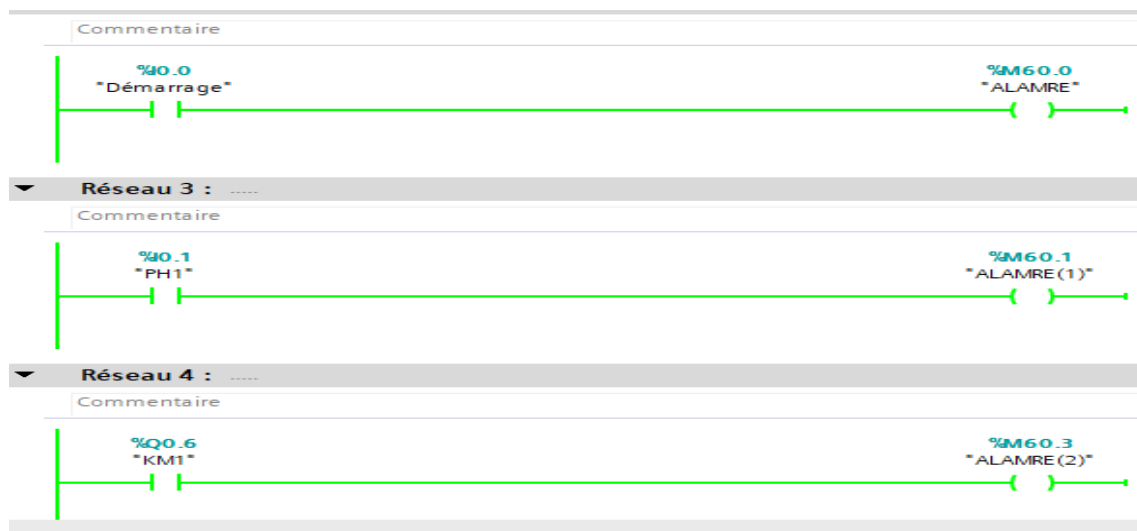 Commentaire
%I0.0 %M60.0
"Démarrage" "ALAMRE"
Réseau 3 : .....
Commentaire
%I0.1 %M60.1
"PH1" "ALAMRE(1)"
Réseau 4 : .....
Commentaire
%Q0.6 %M60.3
"KM1" "ALAMRE(2)"